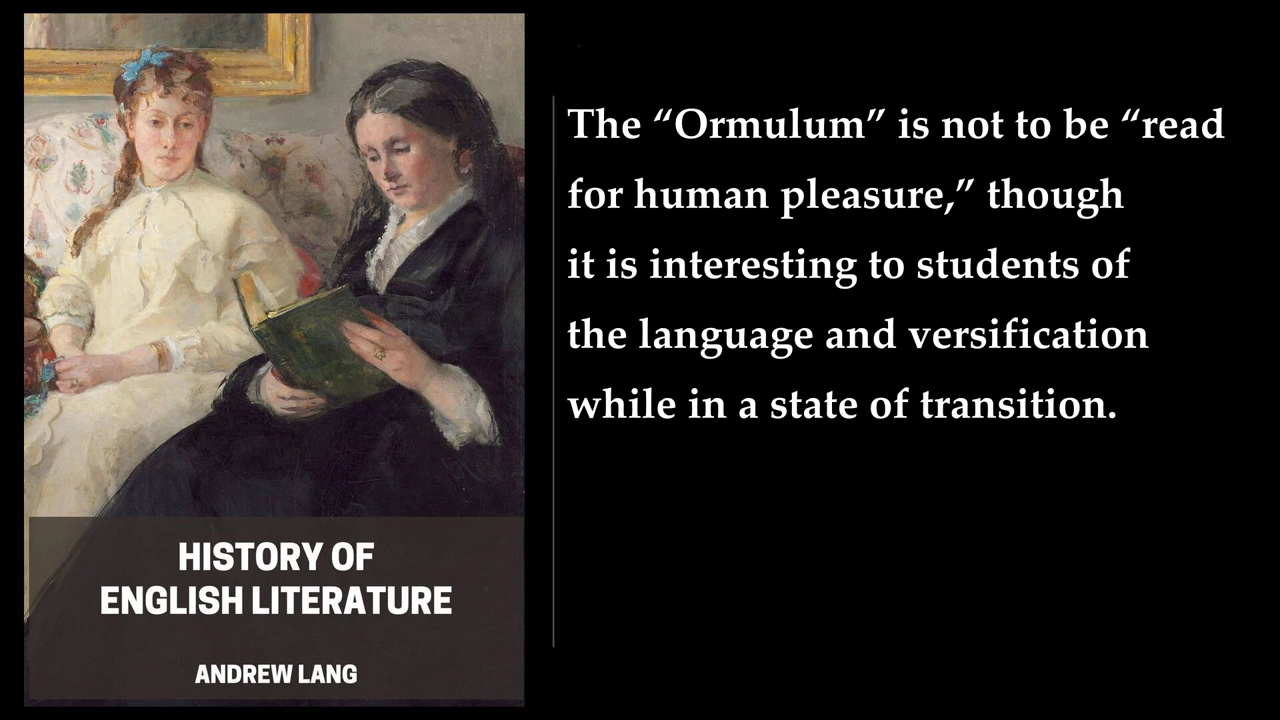 The “Ormulum” is not to be “read
for human pleasure,” though
it is interesting to students of
the language and versification
while in a state of transition.
HISTORY OF
ENGLISH LITERATURE
ANDREW LANG